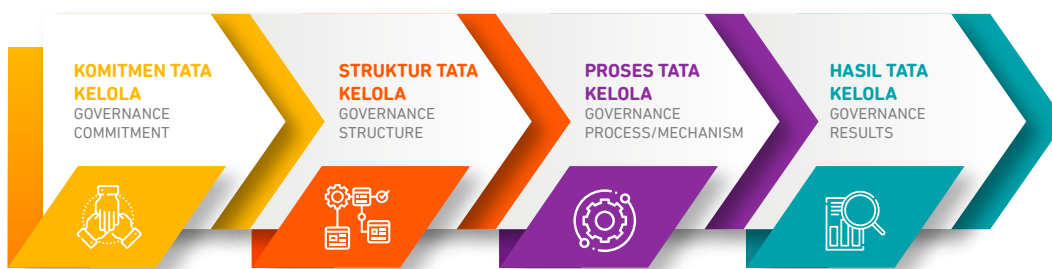 KOMITMEN TATA
KELOLA
GOVERNANCE
COMMITMENT
STRUKTUR TATA
KELOLA
GOVERNANCE
STRUCTURE
PROSES TATA
KELOLA
GOVERNANCE
PROCESS/MECHANISM
HASIL TATA
KELOLA
GOVERNANCE
RESULTS